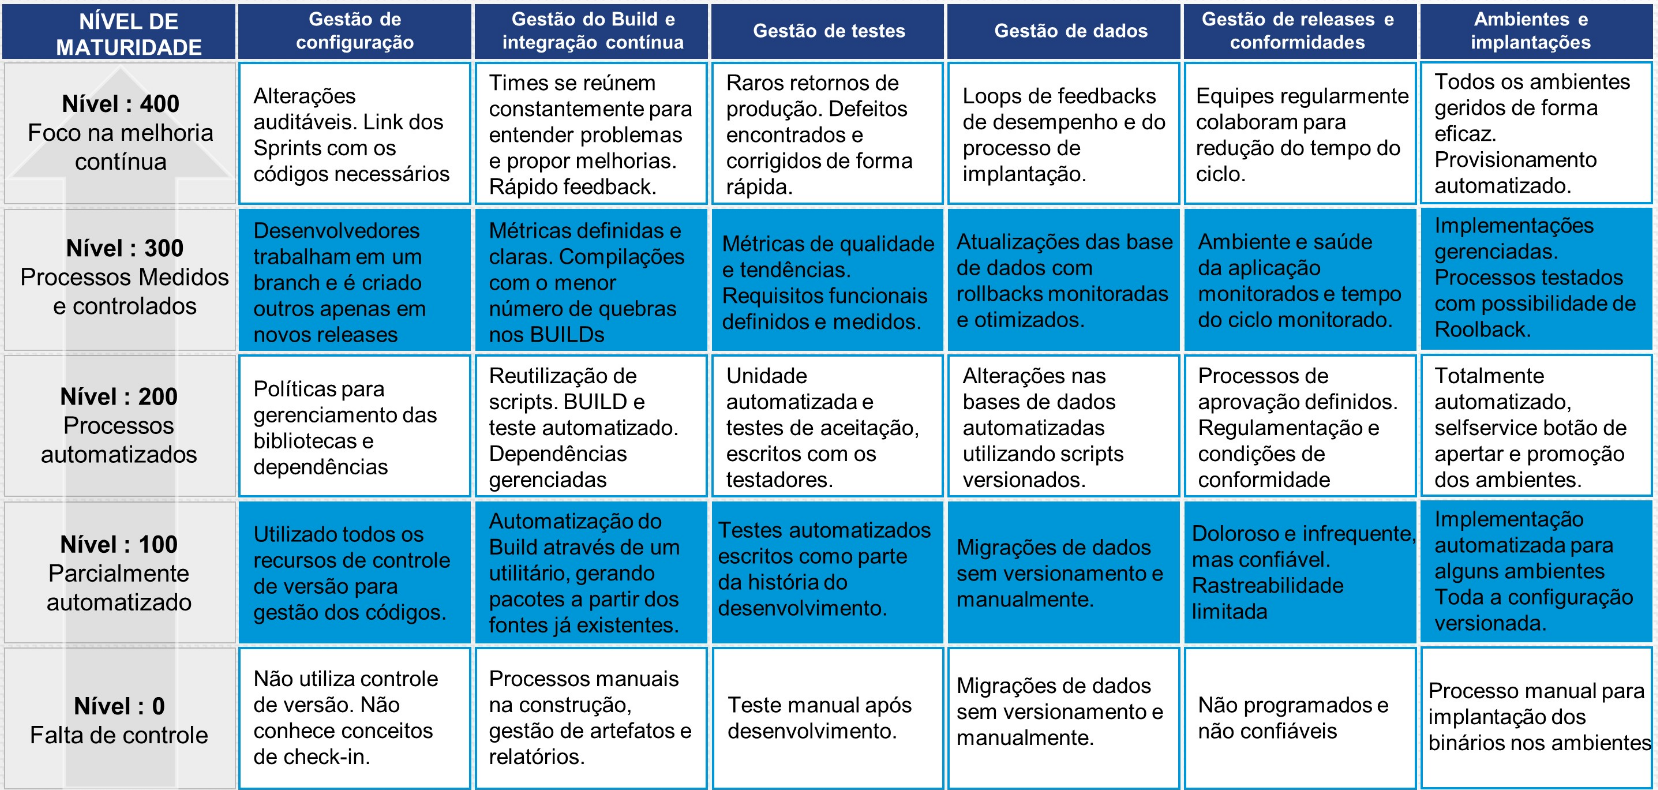 NÍVEL DE
MATURIDADE
Gestão de
configuração
Gestão do Build e
integração contínua
Gestão de testes
Gestão de dados
Gestão de releases e
conformidades
Ambientes e
implantações
Nível : 400
Foco na melhoria
contínua
Alterações
auditáveis. Link dos
Sprints com os
códigos necessários
Times se reúnem
constantemente para
entender problemas
e propor melhorias.
Rápido feedback.
Raros retornos de
produção. Defeitos
encontrados e
corrigidos de forma
rápida.
Loops de feedbacks
de desempenho e do
processo de
implantação.
Equipes regularmente
colaboram para
redução do tempo do
ciclo.
Todos os ambientes
geridos de forma
eficaz.
Provisionamento
automatizado.
Nível : 300
Processos Medidos
e controlados
Desenvolvedores
trabalham em um
branch e é criado
outros apenas em
novos releases
Métricas definidas e
claras. Compilações
com o menor
número de quebras
nos BUILDs
Métricas de qualidade
e tendências.
Requisitos funcionais
definidos e medidos.
Atualizações das base
de dados com
rollbacks monitoradas
e otimizados.
Ambiente e saúde
da aplicação
monitorados e tempo
do ciclo monitorado.
Implementações
gerenciadas.
Processos testados
com possibilidade de
Roolback.
Nível : 200
Processos
automatizados
Políticas para
gerenciamento das
bibliotecas e
dependências
Reutilização de
scripts. BUILD e
teste automatizado.
Dependências
gerenciadas
Unidade
automatizada e
testes de aceitação,
escritos com os
testadores.
Alterações nas
bases de dados
automatizadas
utilizando scripts
versionados.
Processos de
aprovação definidos.
Regulamentação e
condições de
conformidade
Totalmente
automatizado,
selfservice botão de
apertar e promoção
dos ambientes.
Nível : 100
Parcialmente
automatizado
Utilizado todos os
recursos de controle
de versão para
gestão dos códigos.
Automatização do
Build através de um
utilitário, gerando
pacotes a partir dos
fontes já existentes.
Testes automatizados
escritos como parte
da história do
desenvolvimento.
Migrações de dados
sem versionamento e
manualmente.
Doloroso e infrequente,
mas confiável.
Rastreabilidade
limitada
Implementação
automatizada para
alguns ambientes
Toda a configuração
versionada.
Nível : 0
Falta de controle
Não utiliza controle
de versão. Não
conhece conceitos
de check-in.
Processos manuais
na construção,
gestão de artefatos e
relatórios.
Teste manual após
desenvolvimento.
Migrações de dados
sem versionamento e
manualmente.
Não programados e
não confiáveis
Processo manual para
implantação dos
binários nos ambientes